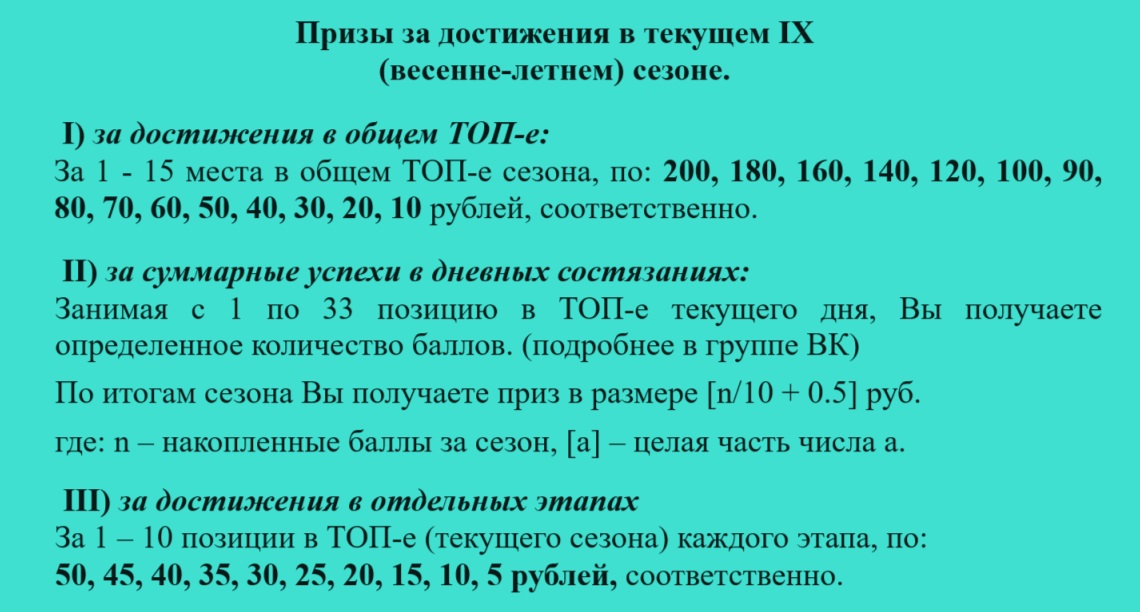 Призы за достижения в текущем IX
(весенне-летнем) сезоне.
I) за достижения в общем ТОП-е:
За 1 - 15 места в общем ТОП-е сезона, по: 200, 180, 160, 140, 120, 100, 90,
80, 70, 60, 50, 40, 30, 20, 10 рублей, соответственно.
II) за суммарные успехи в дневных состязаниях:
Занимая с 1 по 33 позицию в ТОП-е текущего дня, Вы получаете
определенное количество баллов. (подробнее в группе ВК)
По итогам сезона Вы получаете приз в размере [n/10 + 0.5] руб.
где: n – накопленные баллы за сезон, [a] – целая часть числа a.
III) за достижения в отдельных этапах
За 1 – 10 позиции в ТОП-е (текущего сезона) каждого этапа, по:
50, 45, 40, 35, 30, 25, 20, 15, 10, 5 рублей, соответственно.